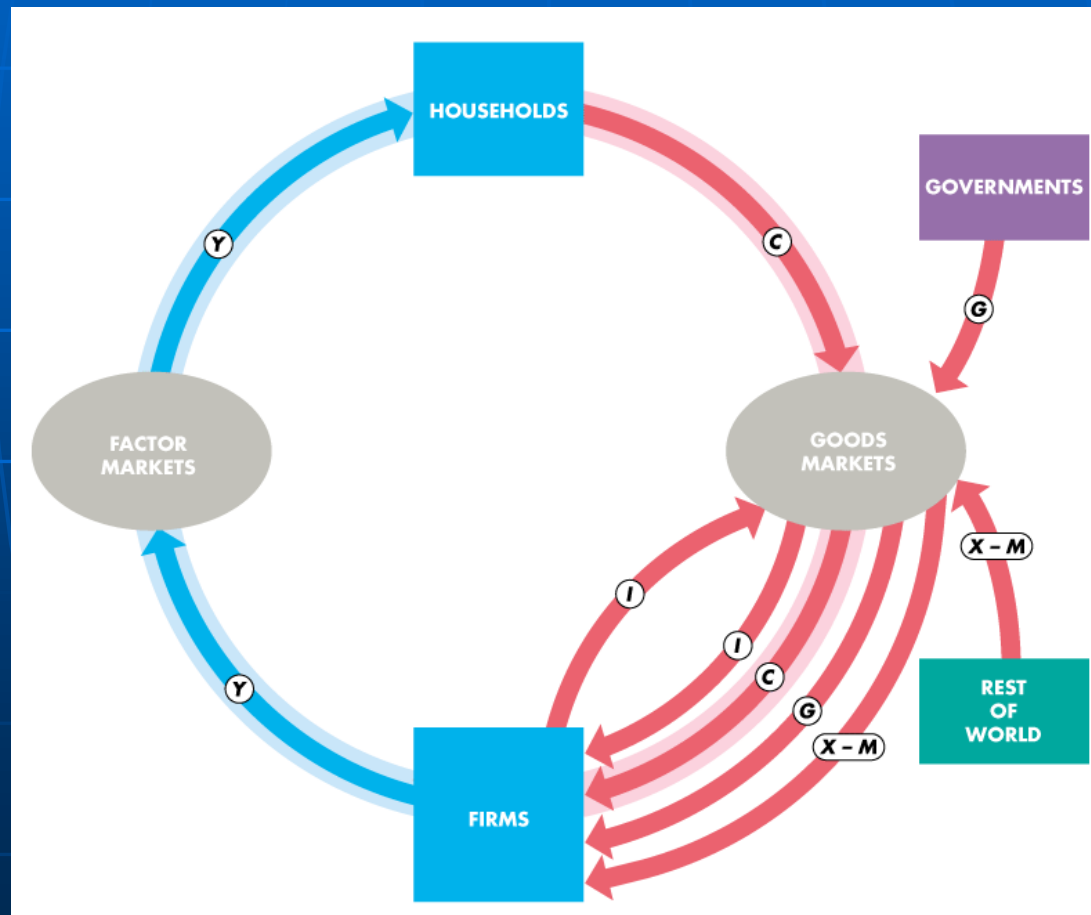 HOUSEHOLDS
GOVERNMENTS
Y
C
G
FACTOR
MARKETS
GOODS
MARKETS
X – M
I
I
C
Y
G
X – M
REST
OF
WORLD
FIRMS